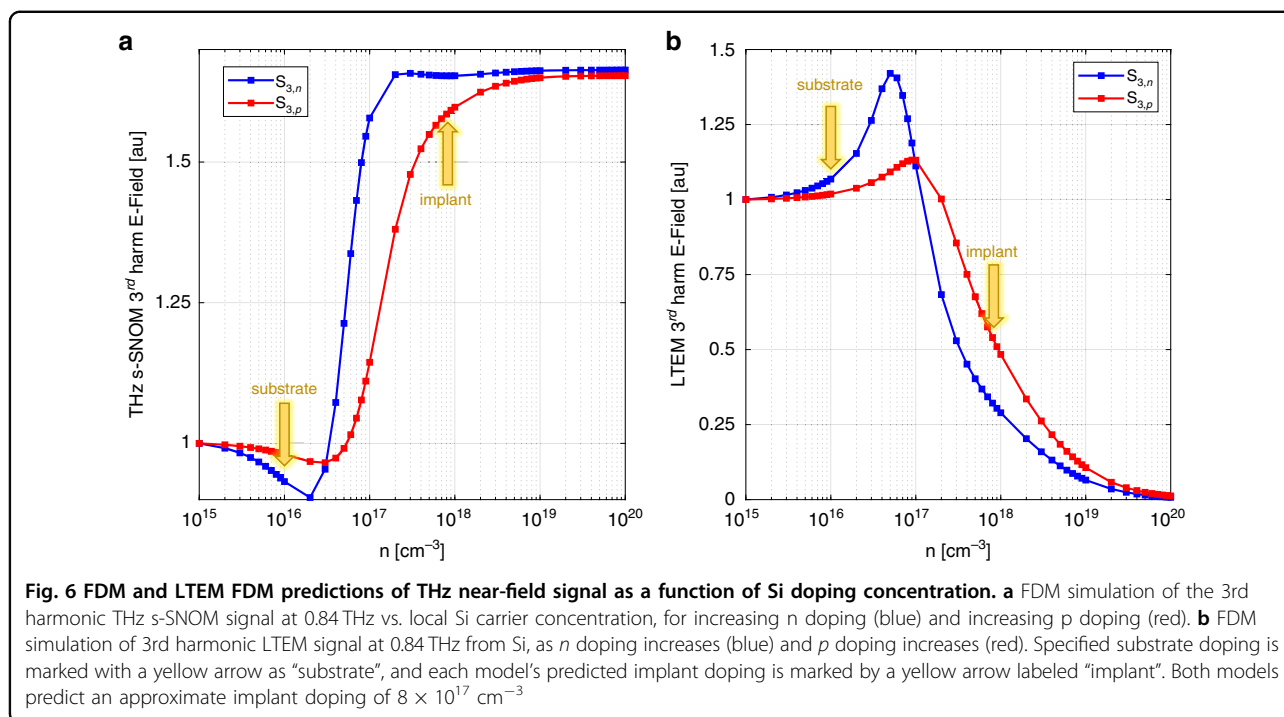 a
THz s-SNOM 3rd harm E-Field [au]
S3,n
S3,p
1.5
1.25
1
substrate
implant
10^15 10^16 10^17 10^18 10^19 10^20
n [cm−3]
b
LTEM 3rd harm E-Field [au]
S3,n
S3,p
1.5
1.25
1
0.75
0.5
0.25
0
substrate
implant
10^15 10^16 10^17 10^18 10^19 10^20
n [cm−3]
Fig. 6 FDM and LTEM FDM predictions of THz near-field signal as a function of Si doping concentration. a FDM simulation of the 3rd
harmonic THz s-SNOM signal at 0.84 THz vs. local Si carrier concentration, for increasing n doping (blue) and increasing p doping (red). b FDM
simulation of 3rd harmonic LTEM signal at 0.84 THz from Si, as n doping increases (blue) and p doping increases (red). Specified substrate doping is
marked with a yellow arrow as “substrate”, and each model’s predicted implant doping is marked by a yellow arrow labeled “implant”. Both models
predict an approximate implant doping of 8 × 10^17 cm−3